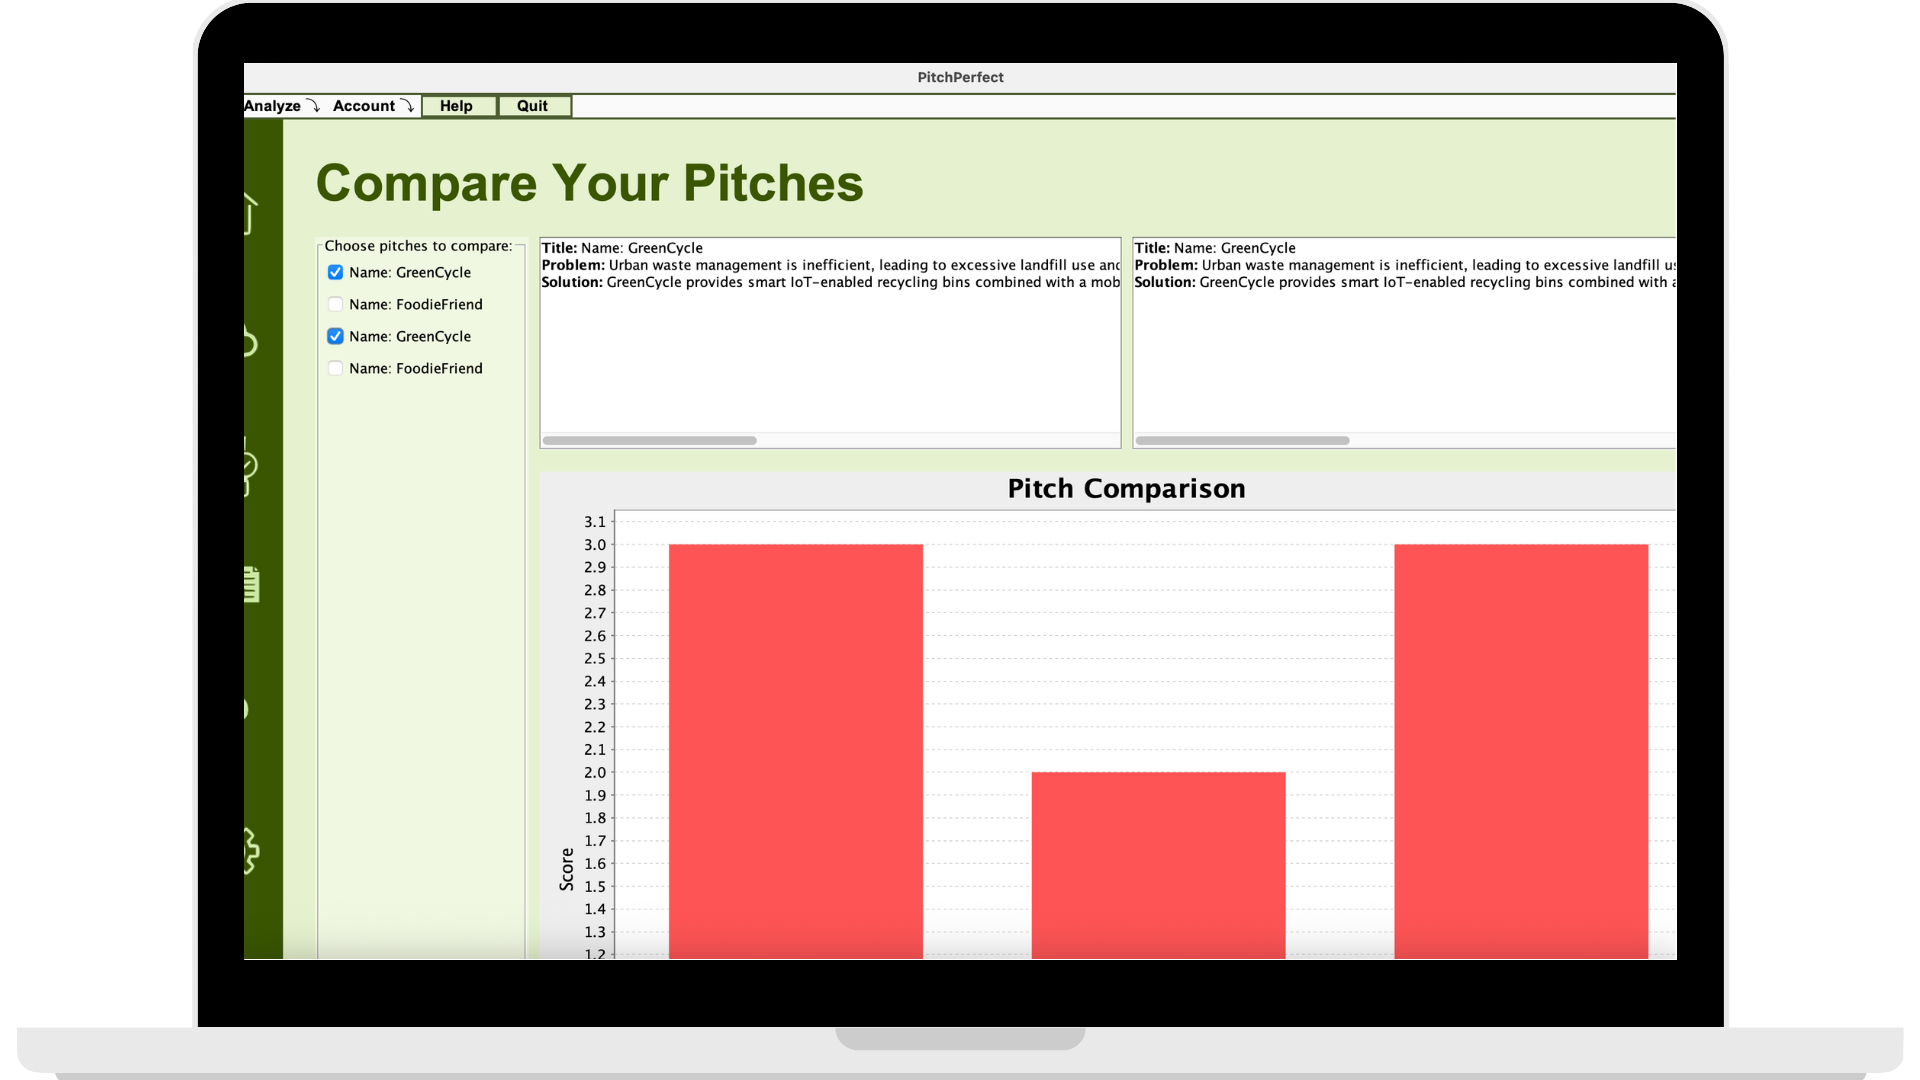 PitchPerfect
Analyze Account Help Quit
Compare Your Pitches
Choose pitches to compare:
Name: GreenCycle
Name: FoodieFriend
Name: GreenCycle
Name: FoodieFriend
Title: Name: GreenCycle
Problem: Urban waste management is inefficient, leading to excessive landfill use and
Solution: GreenCycle provides smart IoT-enabled recycling bins combined with a mob
Title: Name: GreenCycle
Problem: Urban waste management is inefficient, leading to excessive landfill us
Solution: GreenCycle provides smart IoT-enabled recycling bins combined with a
Pitch Comparison
3.1
3.0
2.9
2.8
2.7
2.6
2.5
2.4
2.3
2.2
2.1
2.0
1.9
1.8
1.7
1.6
1.5
1.4
1.3
1.2
Score